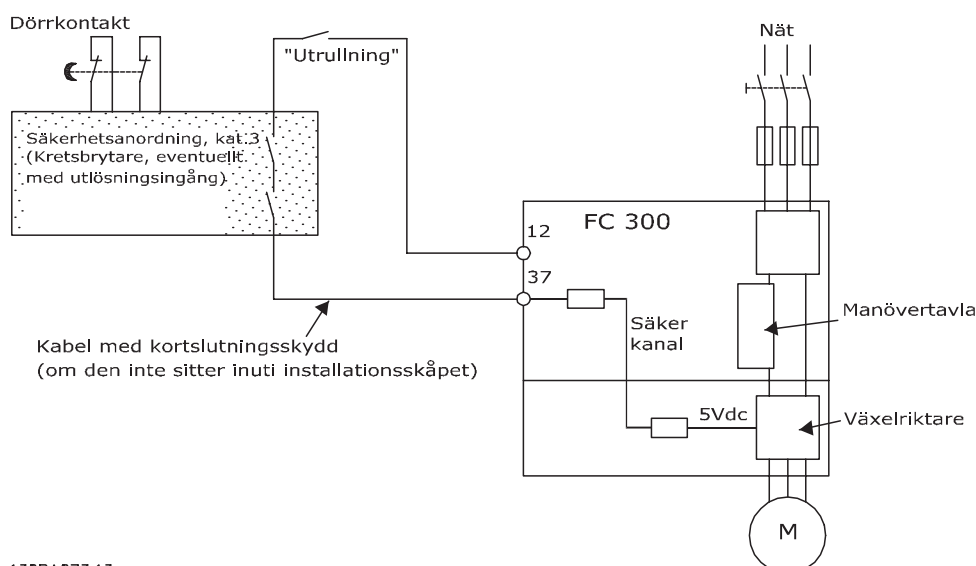 Dörrkontakt
"Utrullning"
Nät
Säkerhetsanordning, kat.3
(Kretsbrytare, eventuellt
med utlösningsingång)
FC 300
12
37
Säker
kanal
Manövertavla
Kabel med kortslutningsskydd
(om den inte sitter inuti installationsskåpet)
5Vdc
Växelriktare
M